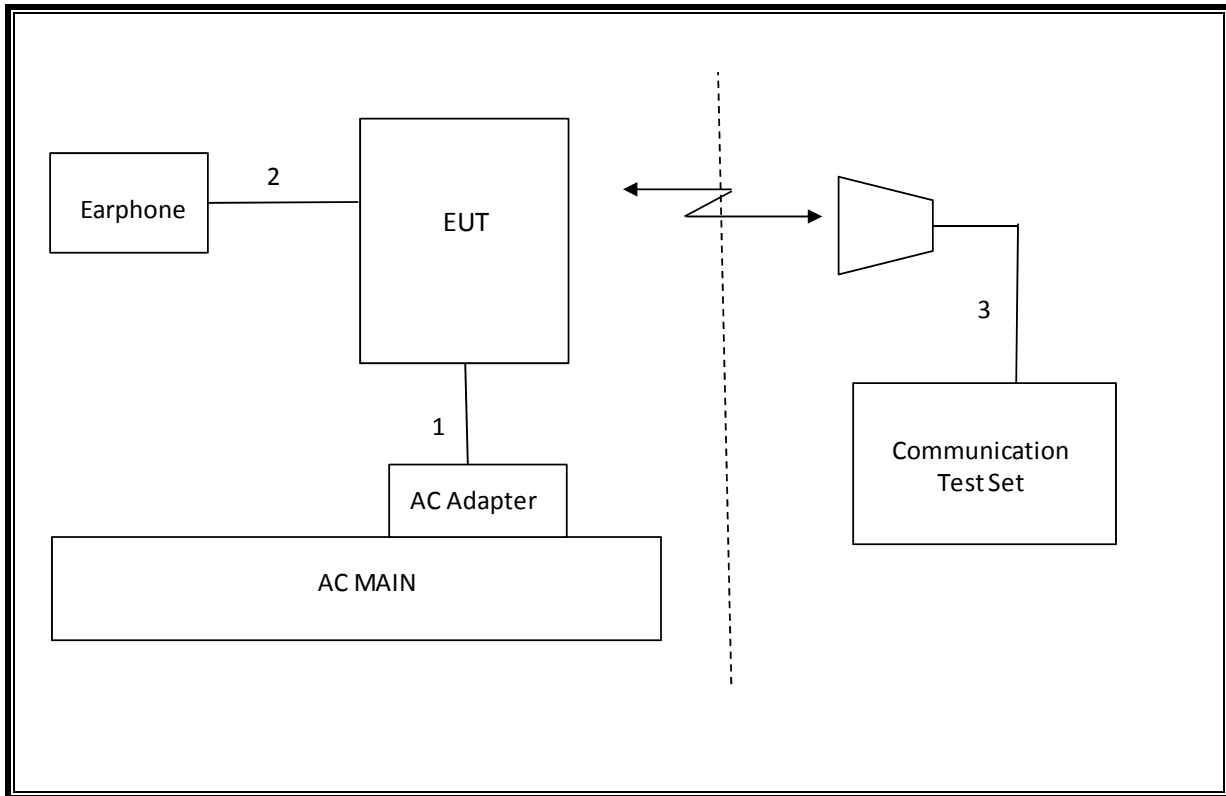 2
Earphone
EUT
3
1
Communication
Test Set
AC Adapter
AC MAIN